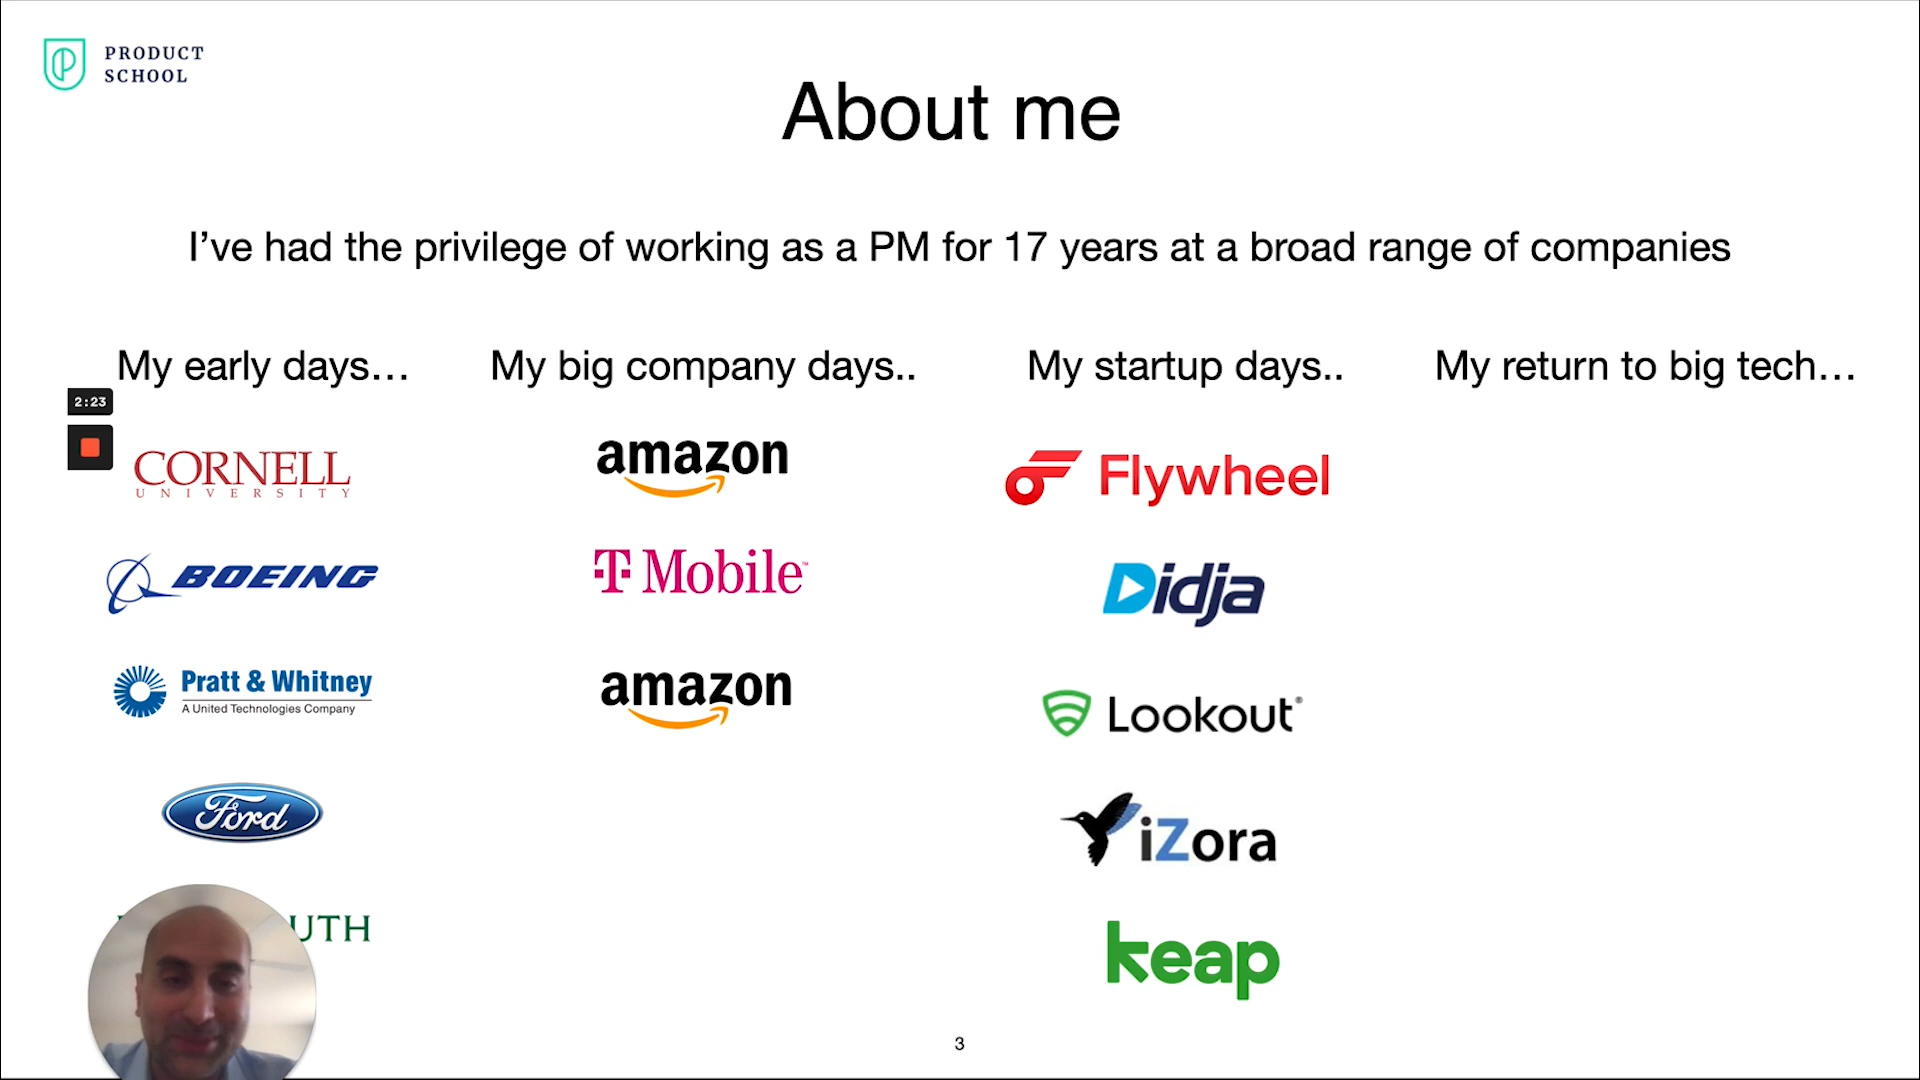 PRODUCT
SCHOOL
About me
I've had the privilege of working as a PM for 17 years at a broad range of companies
My early days…
My big company days..
My startup days..
My return to big tech…
2:23
CORNELL
UNIVERSITY
BOEING
Pratt & Whitney
A United Technologies Company
Ford
UTH
amazon
T Mobile™
amazon
Flywheel
Didja
Lookout®
iZora
keap
3